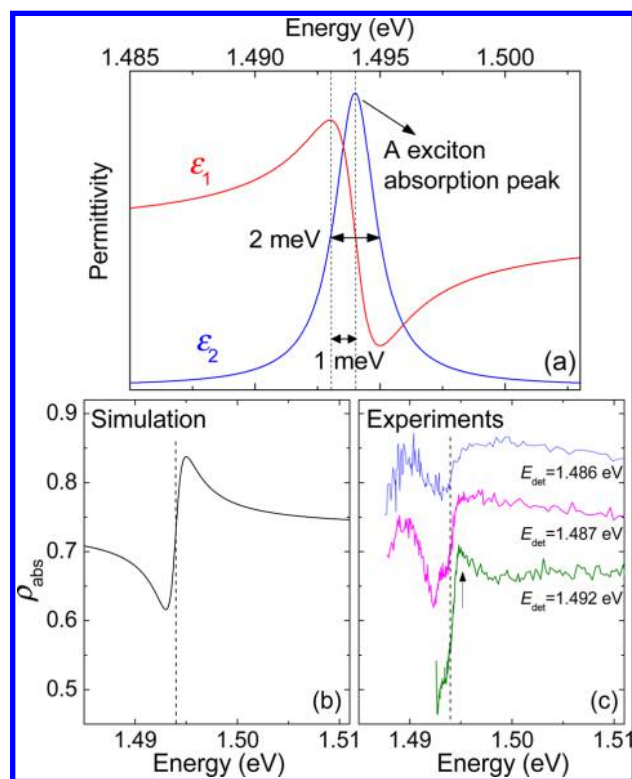 Energy (eV)
1.485 1.490 1.495 1.500
Permittivity
ε1
ε2
A exciton
absorption peak
2 meV
1 meV
(a)
Simulation
0.9
0.8
0.7
0.6
0.5
ρabs
1.49 1.50 1.51
Energy (eV)
(b)
Experiments
Edet=1.486 eV
Edet=1.487 eV
Edet=1.492 eV
1.49 1.50 1.51
Energy (eV)
(c)